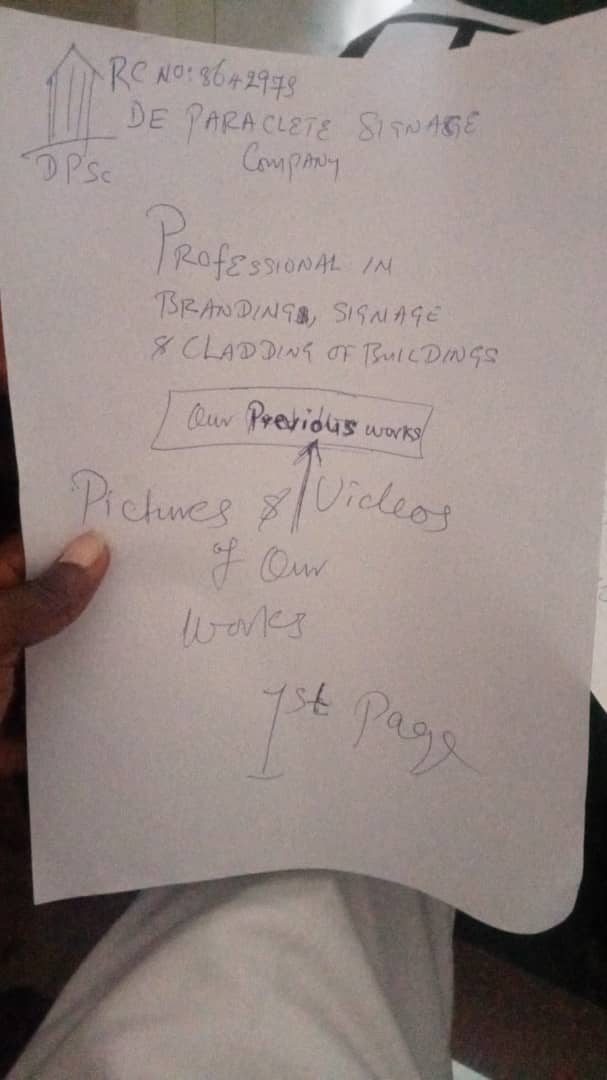 RC NO: 8642979
DE PARACLETE SIGNAGE
COMPANY
DPSC
PROfESSIONAL IN
BRANDINGS, SIGNAGE
& CLADDING OF BUILDINGS
Our Previous works
Pictures & Videos
of Our
Works
1st Page